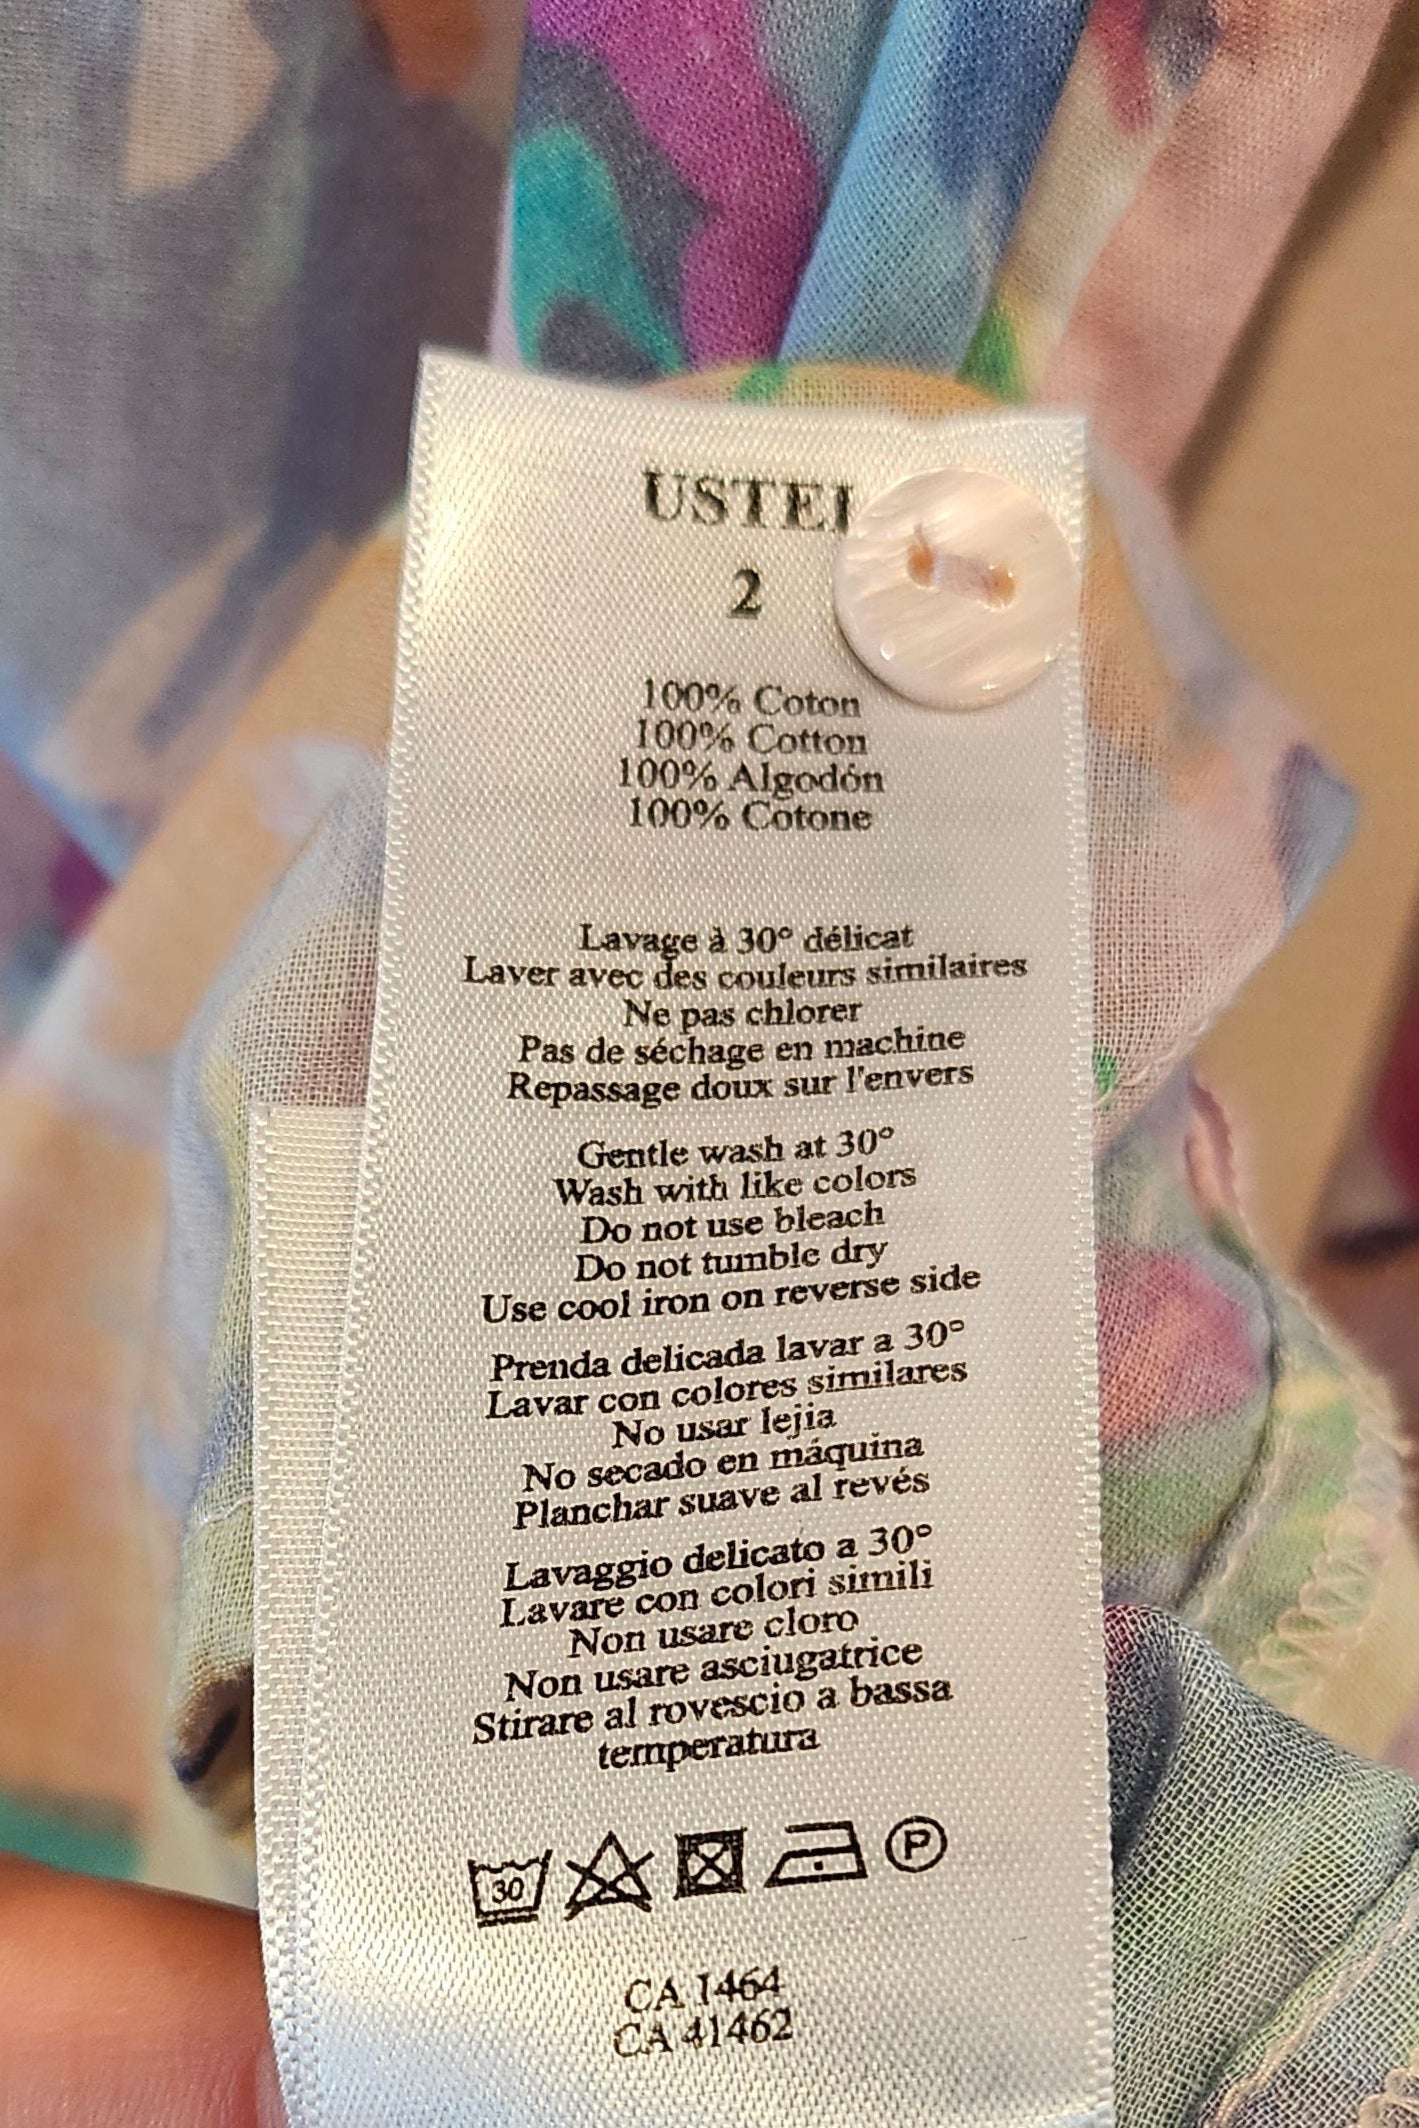 2
100% Coton
100% Cotton
100% Algodón
100% Cotone
Lavage à 30° délicat
Laver avec des couleurs similaires
Ne pas chlorer
Pas de séchage en machine
Repassage doux sur l'envers
Gentle wash at 30°
Wash with like colors
Do not use bleach
Do not tumble dry
Use cool iron on reverse side
Prenda delicada lavar a 30°
Lavar con colores similares
No usar lejia
No secado en máquina
Planchar suave al revés
Lavaggio delicato a 30°
Lavare con colori simili
Non usare cloro
Non usare asciugatrice
Stirare al rovescio a bassa
temperatura
30 P
CA 1464
CA 41462